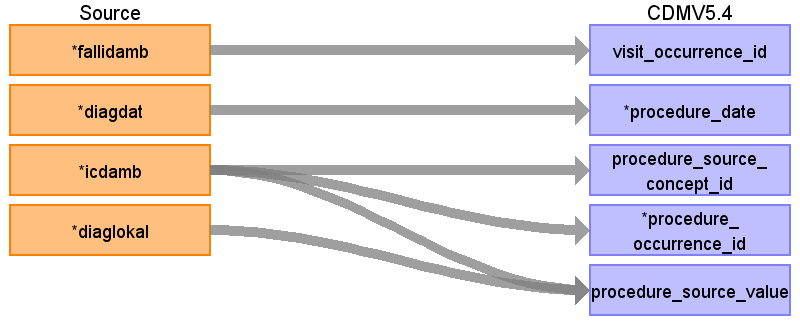 Source CDMV5.4
*fallidamb visit_occurrence_id
*diagdat *procedure_date
*icdamb procedure_source_
concept_id
*diaglokal *procedure_
occurrence_id
procedure_source_value